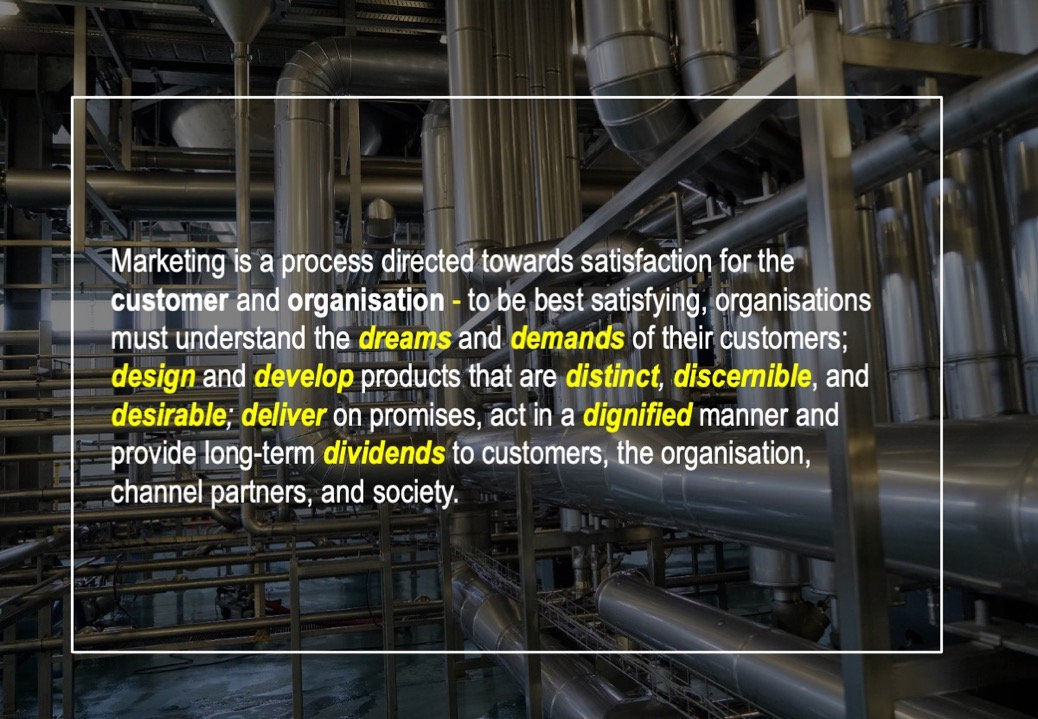 Marketing is a process directed towards satisfaction for the
customer and organisation - to be best satisfying, organisations
must understand the dreams and demands of their customers;
design and develop products that are distinct, discernible, and
desirable; deliver on promises, act in a dignified manner and
provide long-term dividends to customers, the organisation,
channel partners, and society.